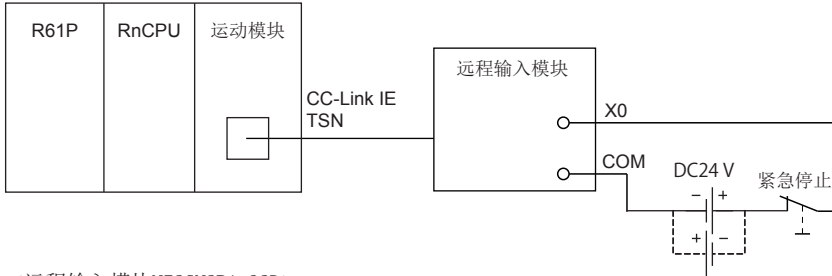 R61P
RnCPU
运动模块
远程输入模块
CC-Link IE
TSN
X0
COM
DC24 V
紧急停止
− +
+ −